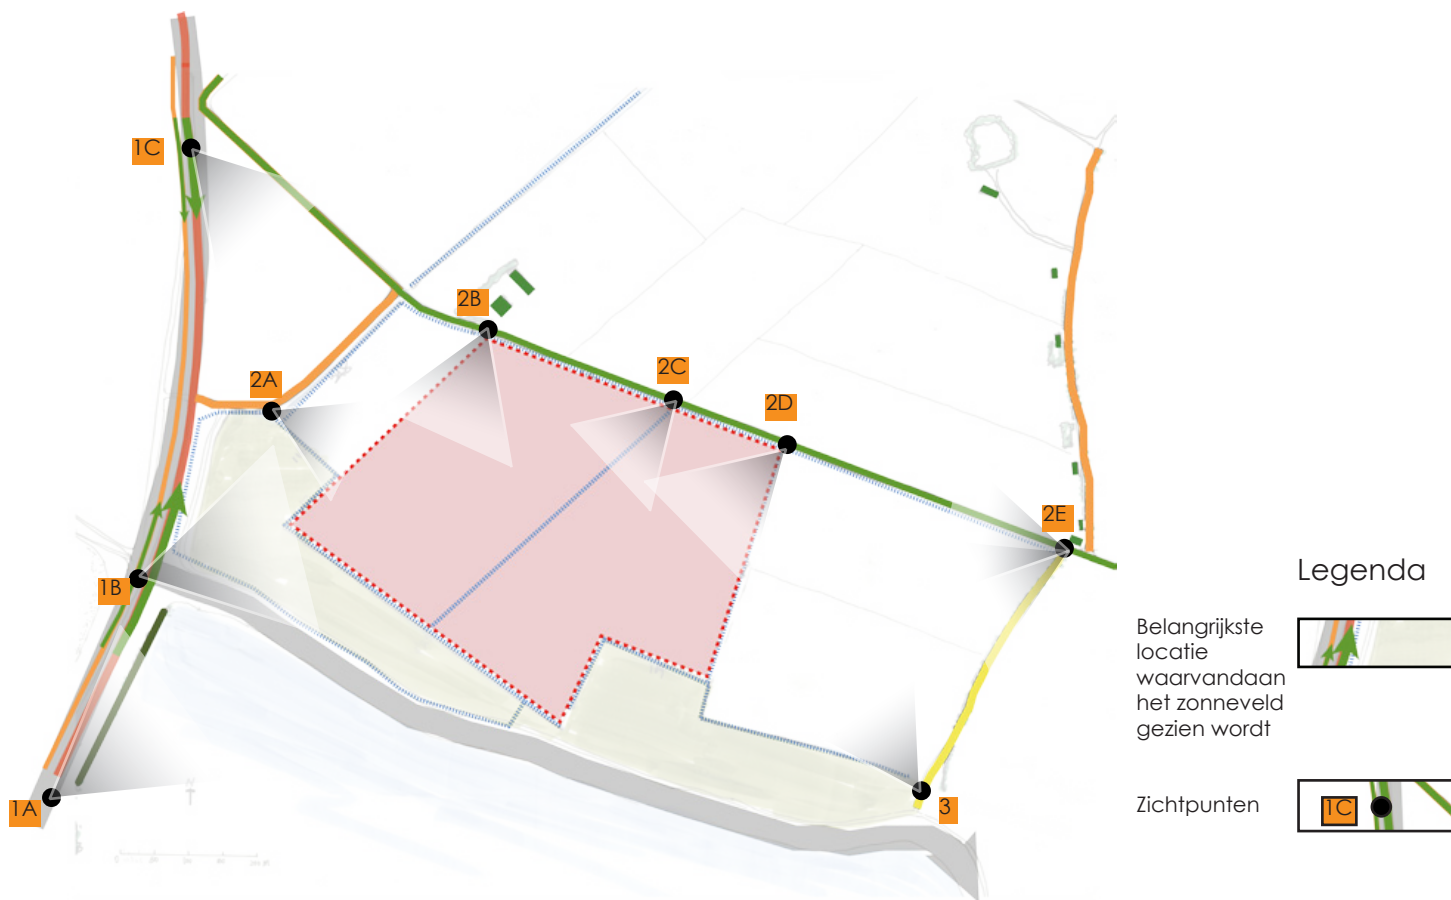 1C
2B
2A
2C
2D
2E
1B
1A
3
N
Legenda
Belangrijkste
locatie
waarvandaan
het zonneveld
gezien wordt
Zichtpunten
1C